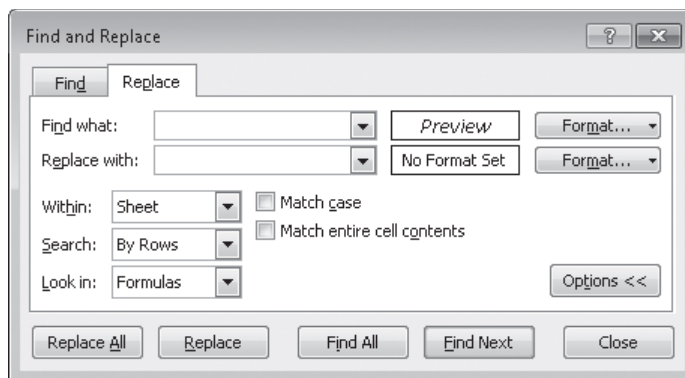 Find and Replace
Find Replace
Find what: Preview Format...
Replace with: No Format Set Format...
Within: Sheet Match case
Match entire cell contents
Search: By Rows
Look in: Formulas Options <<
Replace All Replace Find All Find Next Close